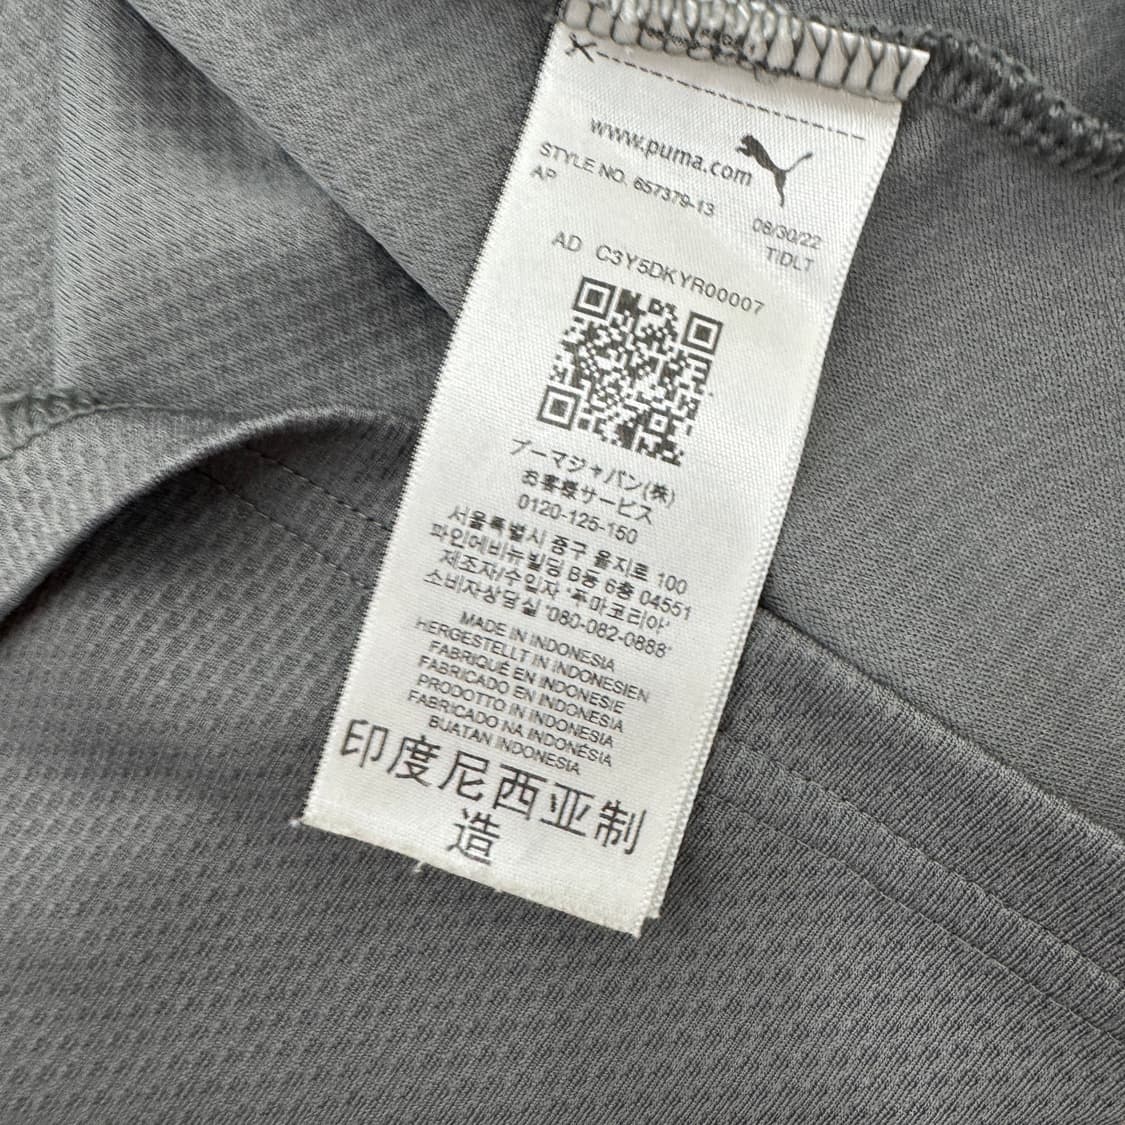 www.puma.com
STYLE NO. 657379-13
AP
08/30/22
TIDLT
AD C3Y5DKYR00007
プーマジャパン(株)
お客様サービス
0120-125-150
서울특별시 중구 을지로 100
파인에비뉴빌딩 B동 6층 04551
제조자/수입자 '푸마코리아'
소비자상담실 '080-082-0888'
MADE IN INDONESIA
HERGESTELLT IN INDONESIEN
FABRIQUÉ EN INDONESIE
FABRICADO EN INDONESIA
PRODOTTO IN INDONESIA
FABRICADO NA INDONÉSIA
BUATAN INDONESIA
印度尼西亚制
造